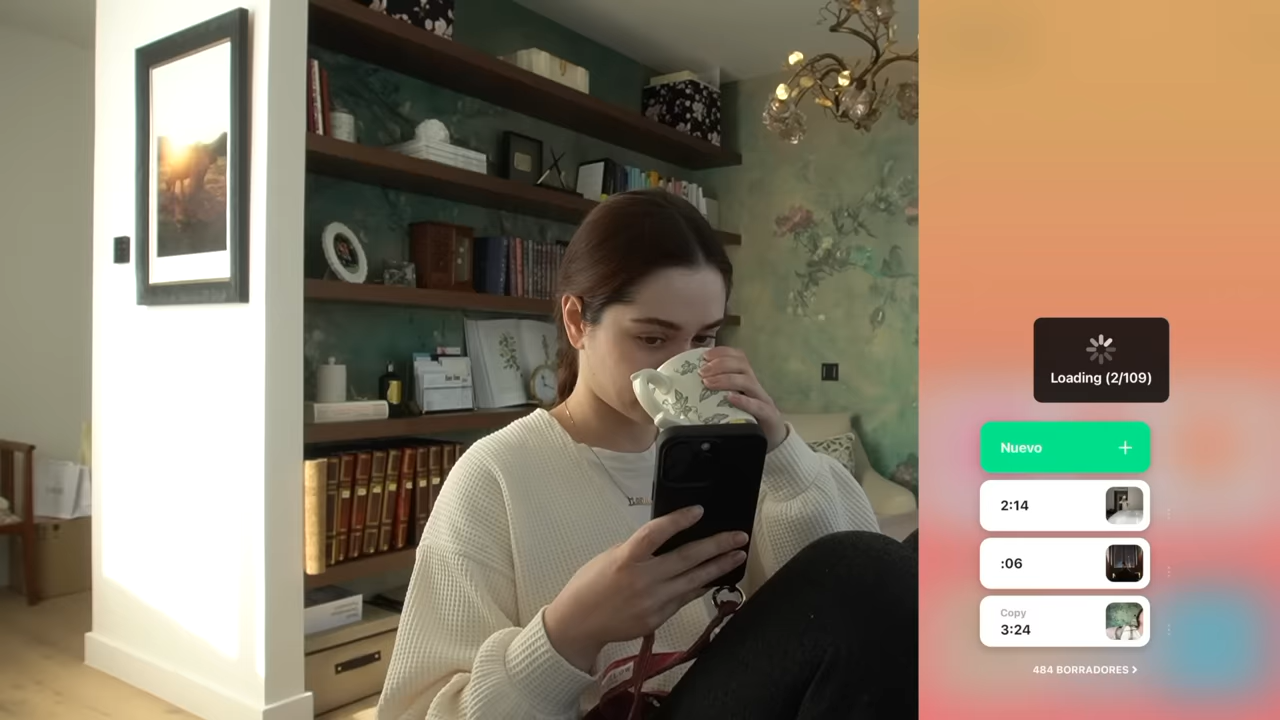 Loading (2/109)
Nuevo
2:14
:06
Copy
3:24
484 BORRADORES